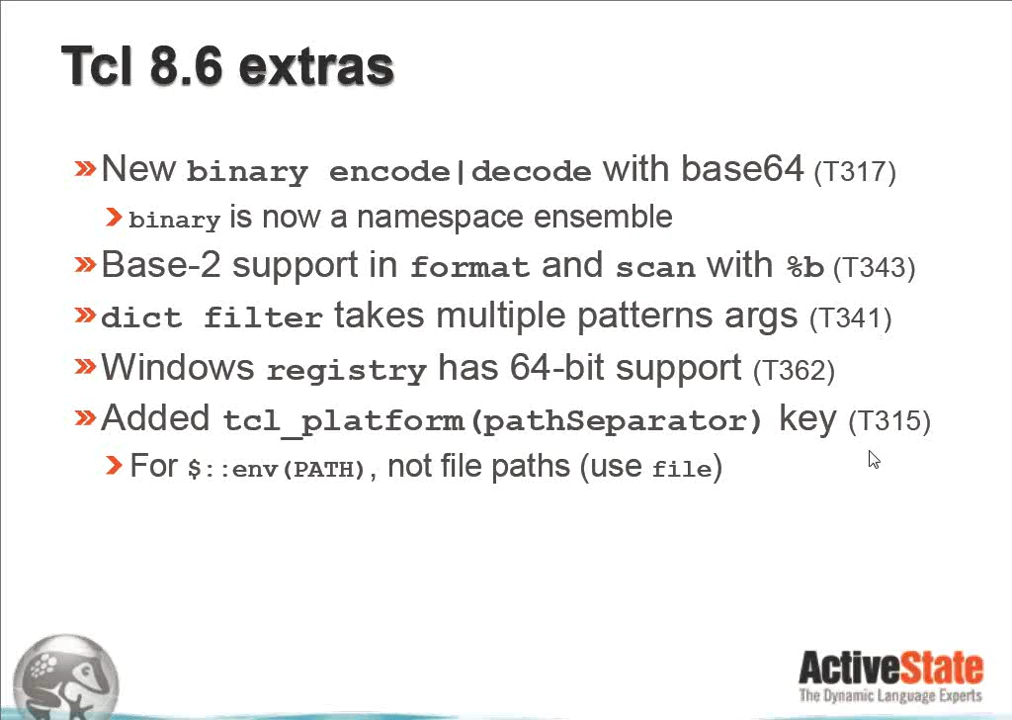 Tcl 8.6 extras
» New binary encode|decode with base64 (T317)
› binary is now a namespace ensemble
» Base-2 support in format and scan with %b (T343)
» dict filter takes multiple patterns args (T341)
» Windows registry has 64-bit support (T362)
» Added tcl_platform(pathSeparator) key (T315)
› For $::env(PATH), not file paths (use file)
ActiveState
The Dynamic Language Experts